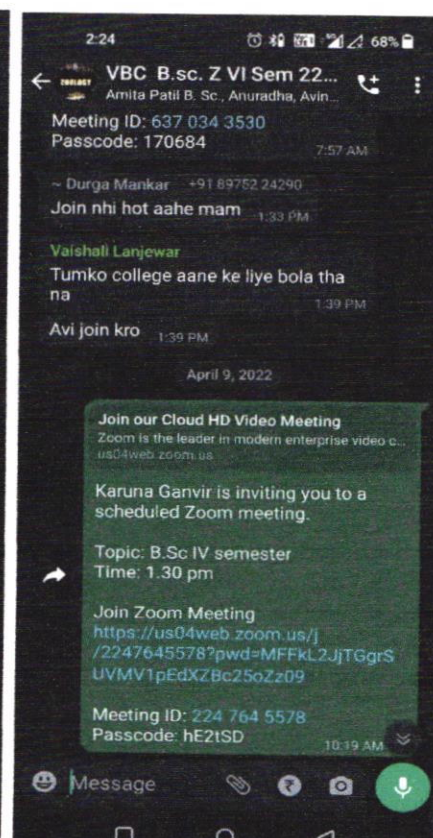 2:24
68%
ZOOLOGY
VBC B.sc. Z VI Sem 22...
Amita Patil B. Sc., Anuradha, Avin...
Meeting ID: 637 034 3530
Passcode: 170684
7:57 AM
~ Durga Mankar +91 89752 24290
Join nhi hot aahe mam 1:33 PM
Vaishali Lanjewar
Tumko college aane ke liye bola tha
na
1:39 PM
Avi join kro 1:39 PM
April 9, 2022
Join our Cloud HD Video Meeting
Zoom is the leader in modern enterprise video c...
us04web.zoom.us
Karuna Ganvir is inviting you to a
scheduled Zoom meeting.
Topic: B.Sc IV semester
Time: 1.30 pm
Join Zoom Meeting
https://us04web.zoom.us/j
/2247645578?pwd=MFFkL2JjTGgrS
UVMV1pEdXZBc25oZz09
Meeting ID: 224 764 5578
Passcode: hE2tSD
10:19 AM
Message